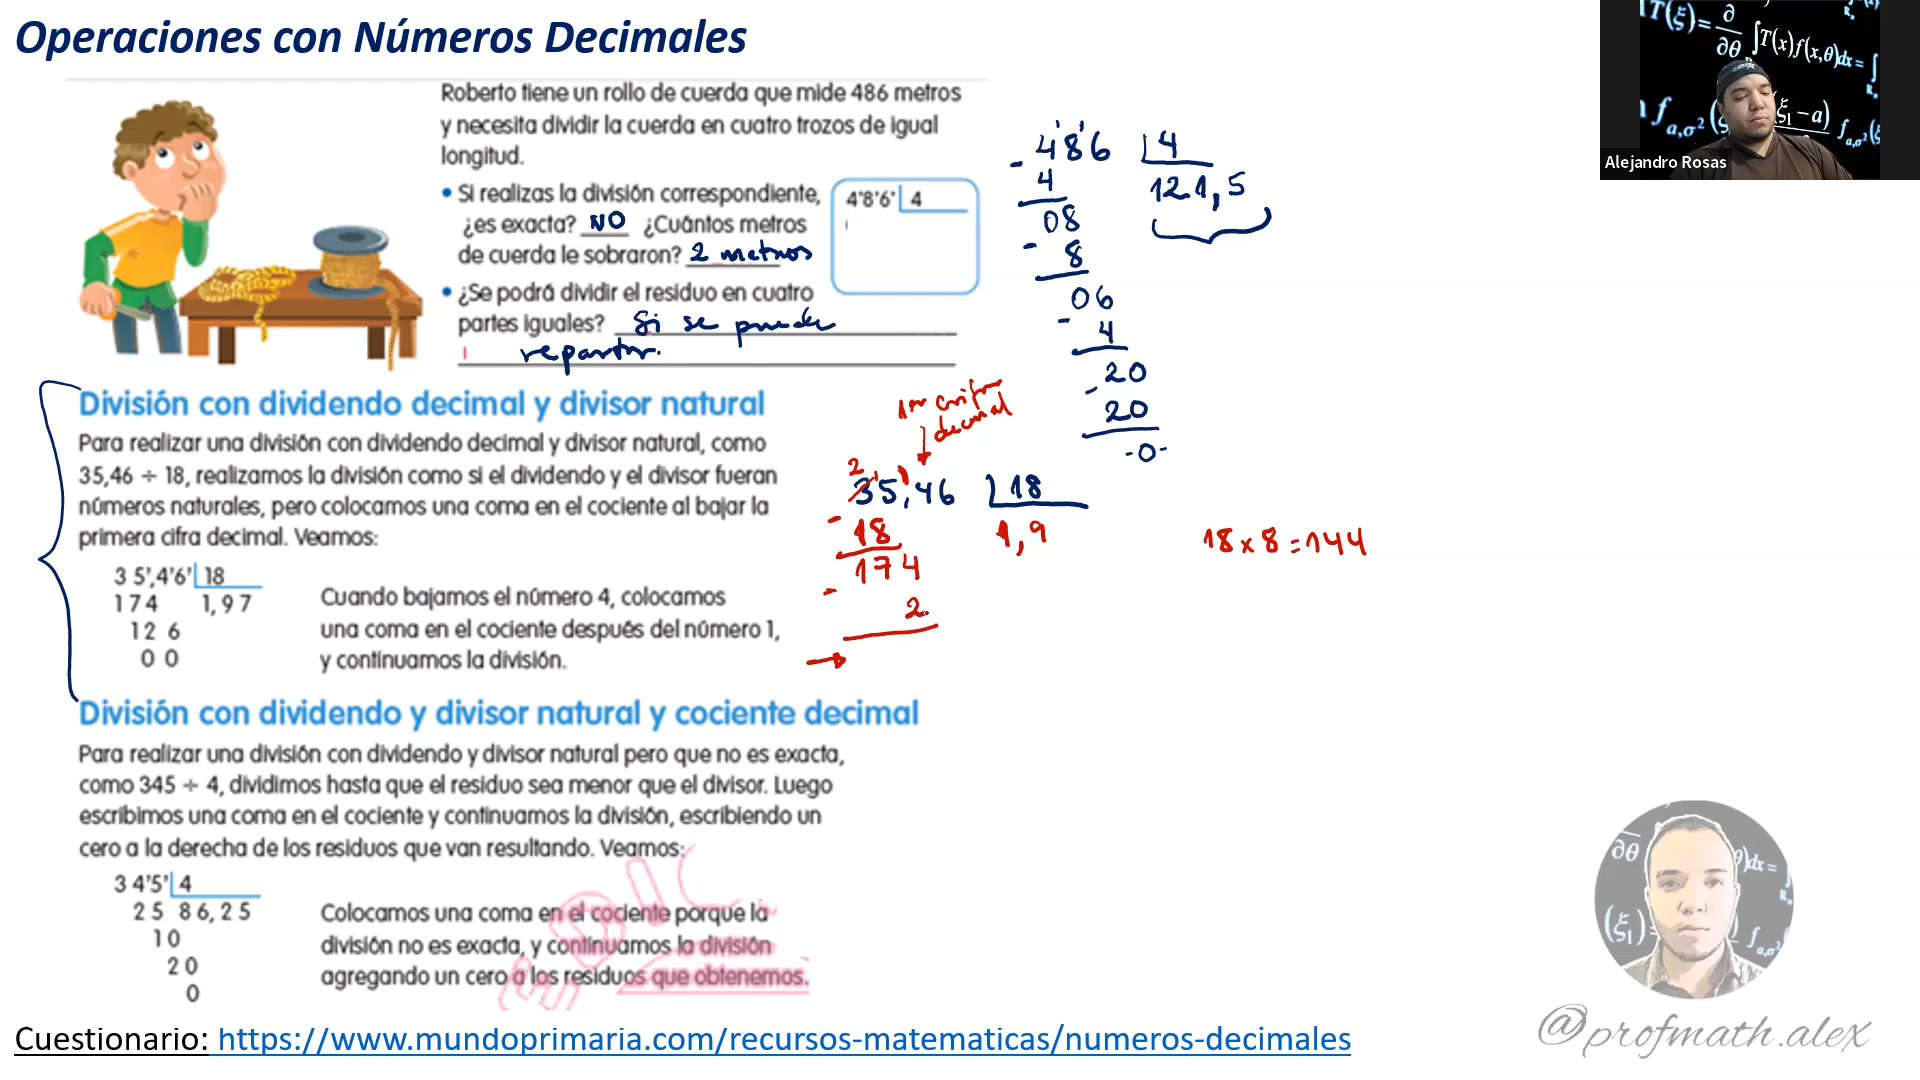 Operaciones con Números Decimales
Roberto tiene un rollo de cuerda que mide 486 metros
y necesita dividir la cuerda en cuatro trozos de igual
longitud.
• Si realizas la división correspondiente,
¿es exacta? NO ¿Cuántos metros
de cuerda le sobraron? 2 metros
• ¿Se podrá dividir el residuo en cuatro
partes iguales? Si se puede
repartir.
4'8'6' 4
486 4
- 4 121,5
08
- 8
06
- 4
20
- 20
-0-
División con dividendo decimal y divisor natural
Para realizar una división con dividendo decimal y divisor natural, como
35,46 ÷ 18, realizamos la división como si el dividendo y el divisor fueran
números naturales, pero colocamos una coma en el cociente al bajar la
primera cifra decimal. Veamos:
3 5',4'6' 18
174 1,97
12 6
0 0
Cuando bajamos el número 4, colocamos
una coma en el cociente después del número 1,
y continuamos la división.
decimal
2
35,46 18
- 18 1,9
174
- 2
18 x 8 = 144
División con dividendo y divisor natural y cociente decimal
Para realizar una división con dividendo y divisor natural pero que no es exacta,
como 345 ÷ 4, dividimos hasta que el residuo sea menor que el divisor. Luego
escribimos una coma en el cociente y continuamos la división, escribiendo un
cero a la derecha de los residuos que van resultando. Veamos:
3 4'5' 4
25 86,25
10
20
0
Colocamos una coma en el cociente porque la
división no es exacta, y continuamos la división
agregando un cero a los residuos que obtenemos.
Cuestionario: https://www.mundoprimaria.com/recursos-matematicas/numeros-decimales
Alejandro Rosas
@profmath.alex